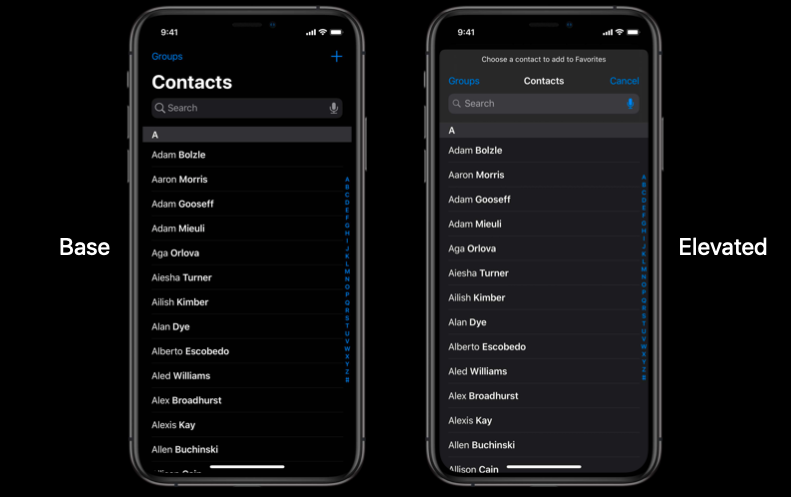 Base
9:41
Groups
+
Contacts
Search
A
Adam Bolzle
Aaron Morris
Adam Gooseff
Adam Mieuli
Aga Orlova
Aiesha Turner
Ailish Kimber
Alan Dye
Alberto Escobedo
Aled Williams
Alex Broadhurst
Alexis Kay
Allen Buchinski
Allison Cain
A
B
C
D
E
F
G
H
I
J
K
L
M
N
O
P
Q
R
S
T
U
V
W
X
Y
Z
#
9:41
Choose a contact to add to Favorites
Groups Contacts Cancel
Search
A
Adam Bolzle
Aaron Morris
Adam Gooseff
Adam Mieuli
Aga Orlova
Aiesha Turner
Ailish Kimber
Alan Dye
Alberto Escobedo
Aled Williams
Alex Broadhurst
Alexis Kay
Allen Buchinski
Allison Cain
A
B
C
D
E
F
G
H
I
J
K
L
M
N
O
P
Q
R
S
T
U
V
W
X
Y
Z
#
Elevated